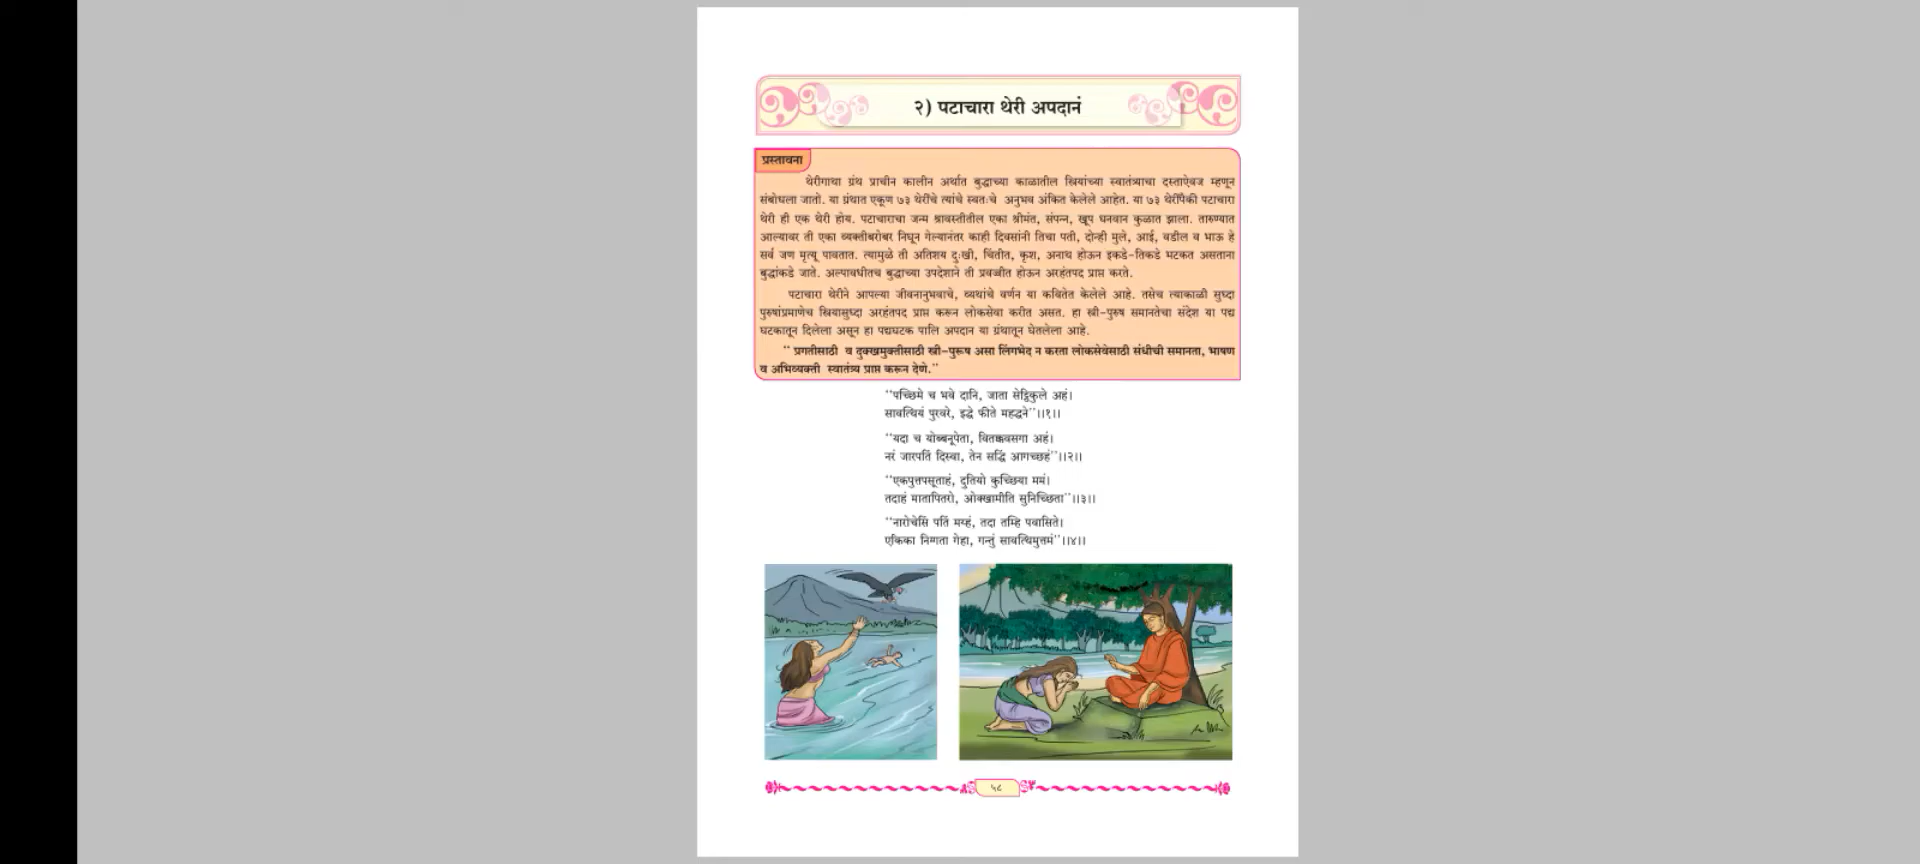 २) पटाचारा थेरी अपदानं
प्रस्तावना
थेरीगाथा ग्रंथ प्राचीन कालीन अर्थात बुद्धाच्या काळातील स्त्रियांच्या स्वातंत्र्याचा दस्ताऐवज म्हणून
संबोधला जातो. या ग्रंथात एकूण ७३ थेरींचे त्यांचे स्वतःचे अनुभव अंकित केलेले आहेत. या ७३ थेरींपैकी पटाचारा
थेरी ही एक थेरी होय. पटाचाराचा जन्म श्रावस्तीतील एका श्रीमंत, संपन्न, खूप धनवान कुळात झाला. तारुण्यात
आल्यावर ती एका व्यक्तीबरोबर निघून गेल्यानंतर काही दिवसांनी तिचा पती, दोन्ही मुले, आई, वडील व भाऊ हे
सर्व जण मृत्यू पावतात. त्यामुळे ती अतिशय दुःखी, चिंतीत, कृश, अनाथ होऊन इकडे-तिकडे भटकत असताना
बुद्धांकडे जाते. अल्पावधीतच बुद्धाच्या उपदेशाने ती प्रवज्जीत होऊन अरहंतपद प्राप्त करते.
पटाचारा थेरीने आपल्या जीवनानुभवाचे, व्यथांचे वर्णन या कवितेत केलेले आहे. तसेच त्याकाळी सुध्दा
पुरुषांप्रमाणेच स्त्रियासुध्दा अरहंतपद प्राप्त करून लोकसेवा करीत असत. हा स्त्री-पुरुष समानतेचा संदेश या पद्य
घटकातून दिलेला असून हा पद्यघटक पालि अपदान या ग्रंथातून घेतलेला आहे.
“ प्रगतीसाठी व दुक्खमुक्तीसाठी स्त्री-पुरूष असा लिंगभेद न करता लोकसेवेसाठी संधीची समानता, भाषण
व अभिव्यक्ती स्वातंत्र्य प्राप्त करून देणे.”
“पच्छिमे च भवे दानि, जाता सेट्ठिकुले अहं।
सावत्थियं पुरवरे, इद्धे फीते महद्धने”।।१।।
“यदा च योब्बनूपेता, वितक्कवसगा अहं।
नरं जारपतिं दिस्वा, तेन सद्धिं आगच्छहं”।।२।।
“एकपुत्तपसूताहं, दुतियो कुच्छिया ममं।
तदाहं मातापितरो, ओक्खामीति सुनिच्छिता”।।३।।
“नारोचेसिं पतिं मय्हं, तदा तम्हि पवासिते।
एकिका निग्गता गेहा, गन्तुं सावत्थिमुत्तमं”।।४।।
५८